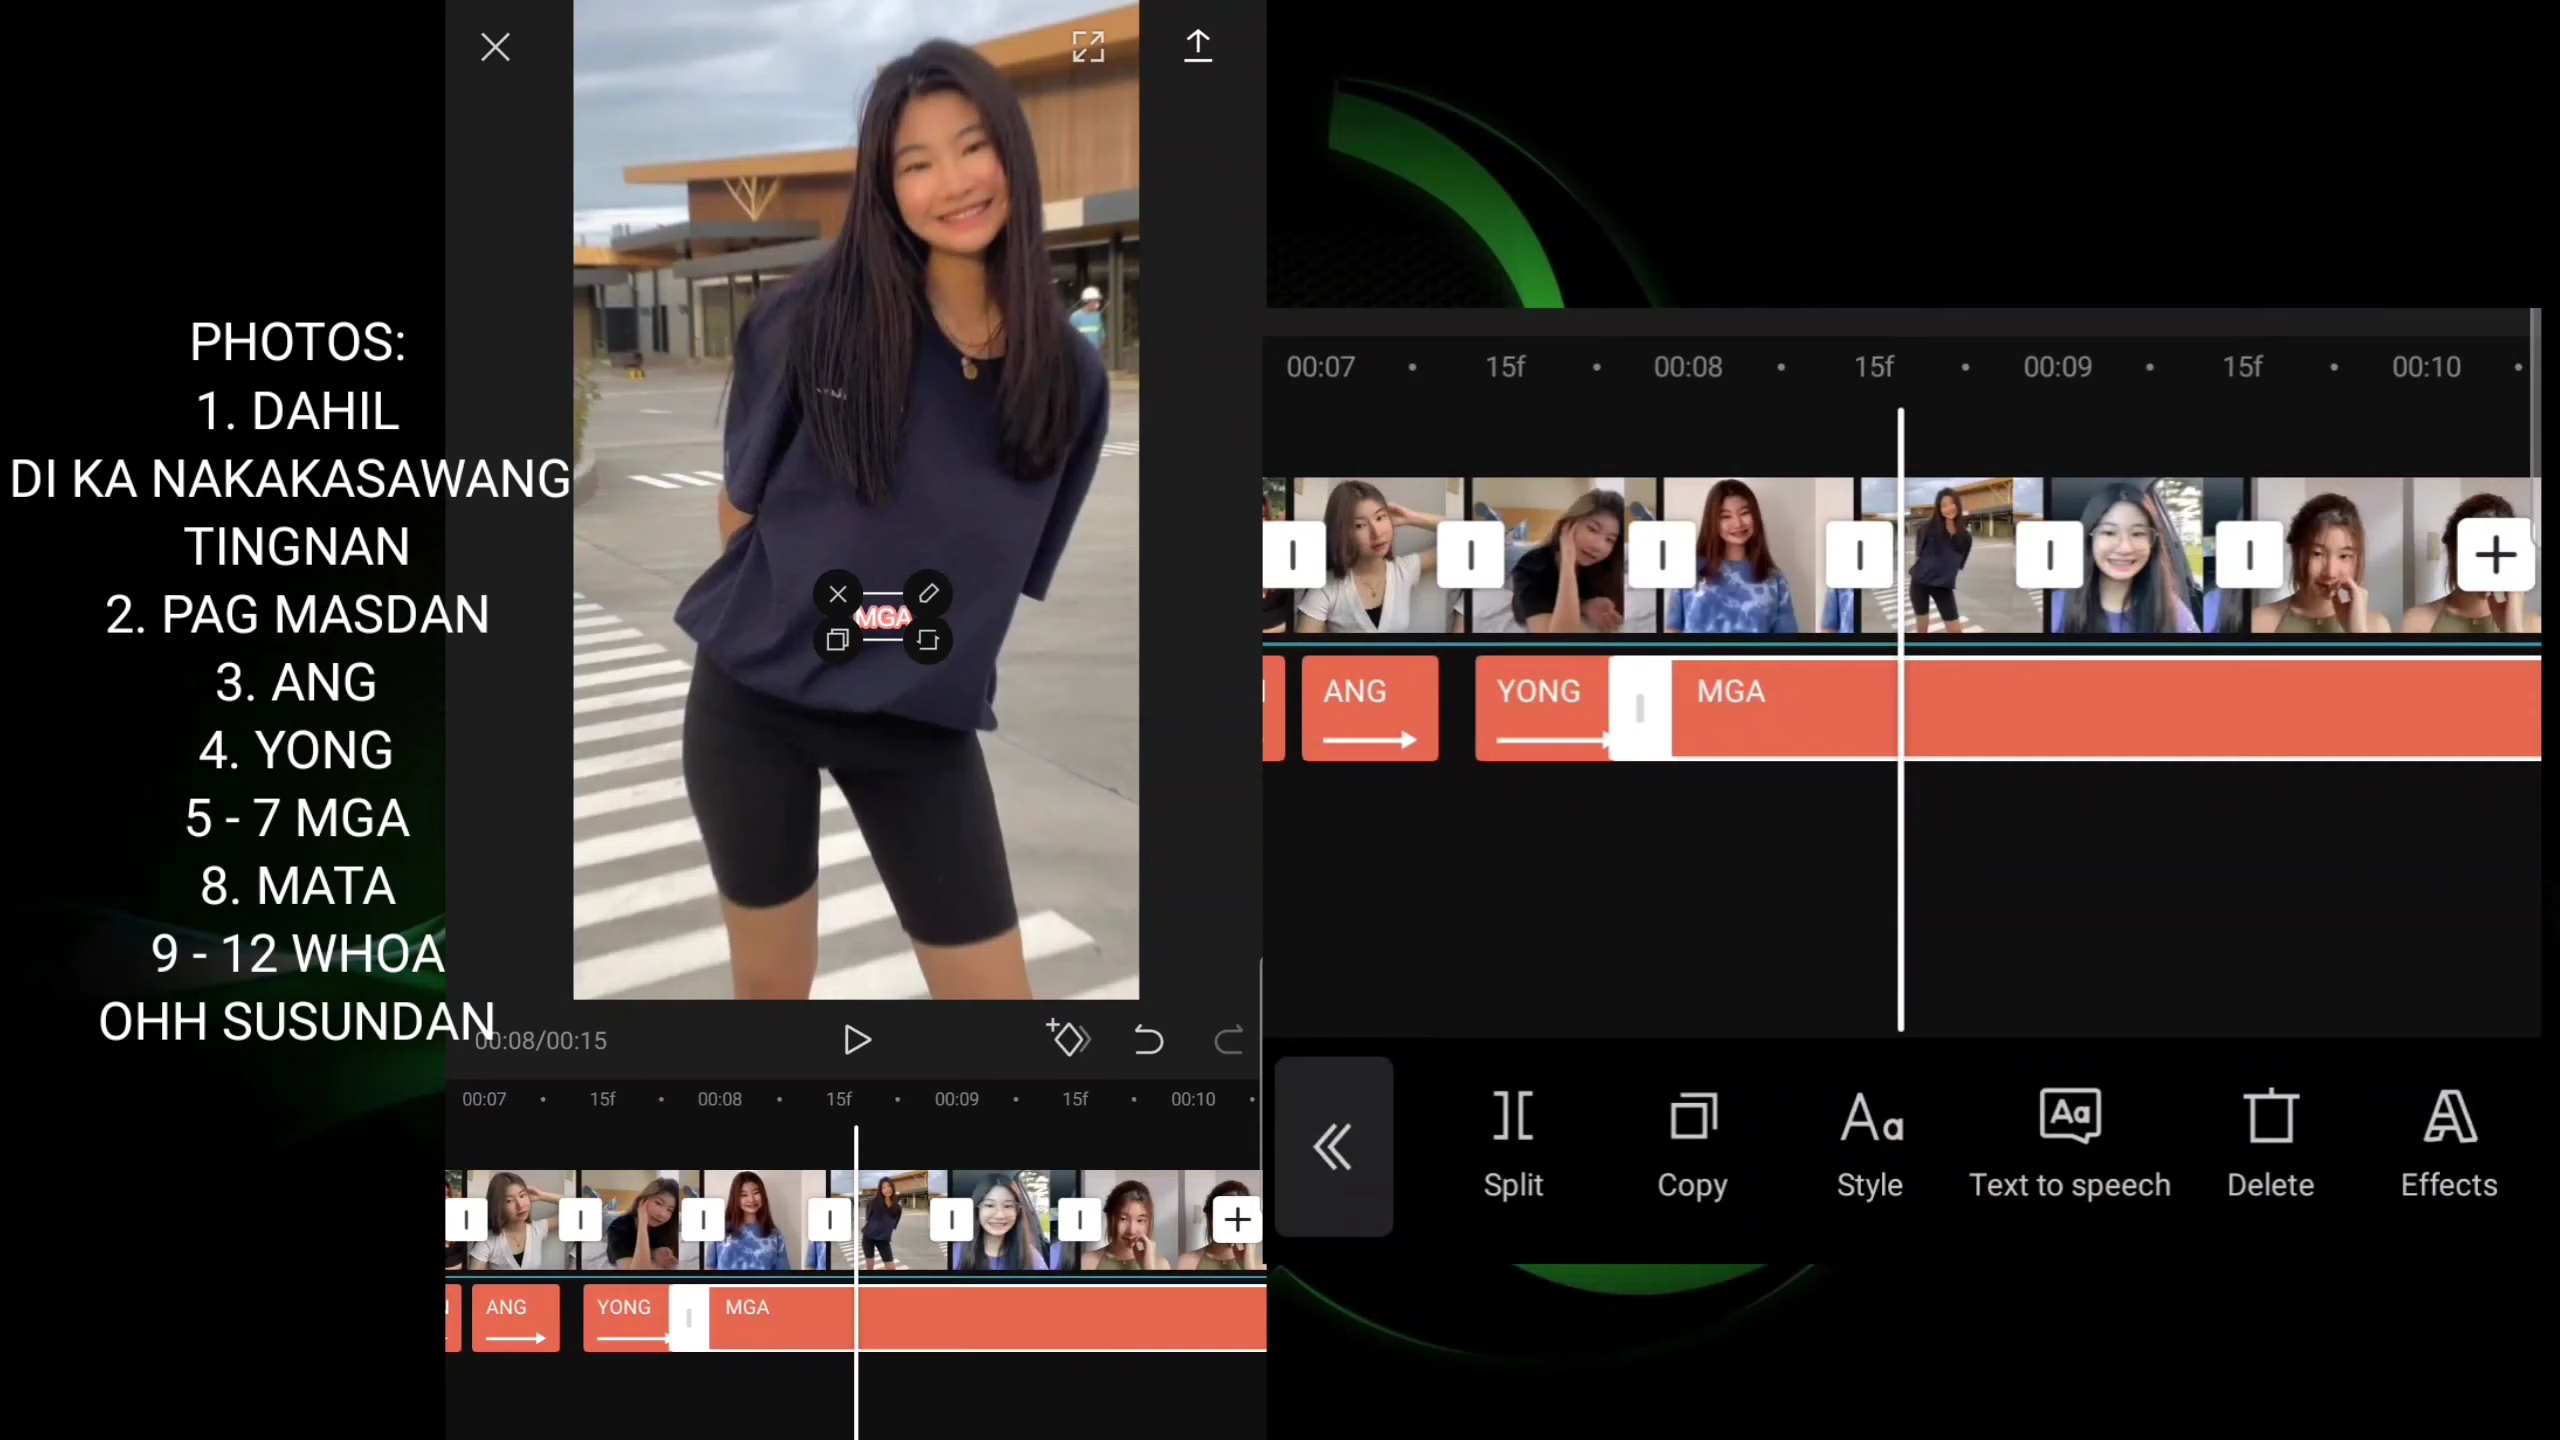 PHOTOS:
1. DAHIL
DI KA NAKAKASAWANG
TINGNAN
2. PAG MASDAN
3. ANG
4. YONG
5 - 7 MGA
8. MATA
9 - 12 WHOA
OHH SUSUNDAN
MGA
00:08/00:15
00:07 15f 00:08 15f 00:09 15f 00:10
ANG YONG MGA
00:07 15f 00:08 15f 00:09 15f 00:10
ANG YONG MGA
Aa Aa A
Split Copy Style Text to speech Delete Effects